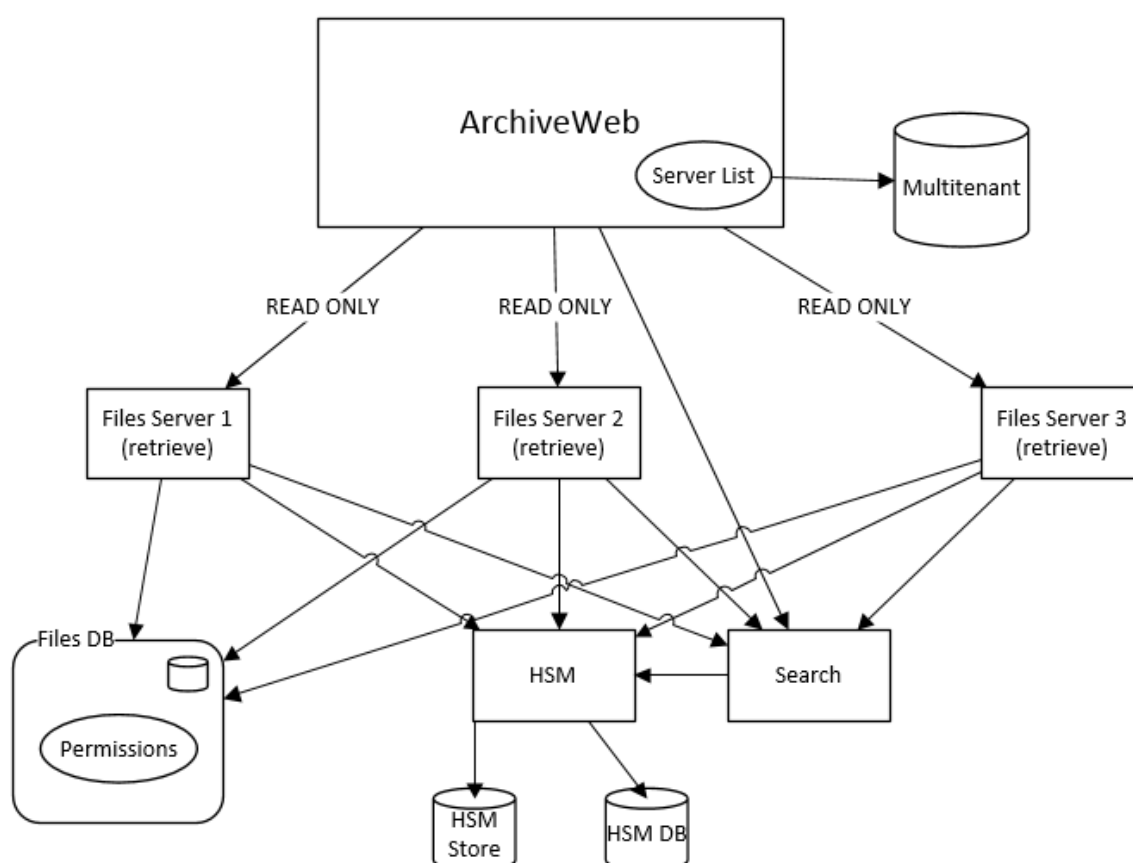 ArchiveWeb
Server List
Multitenant
READ ONLY
READ ONLY
READ ONLY
Files Server 1
(retrieve)
Files Server 2
(retrieve)
Files Server 3
(retrieve)
Files DB
Permissions
HSM
Search
HSM
Store
HSM DB